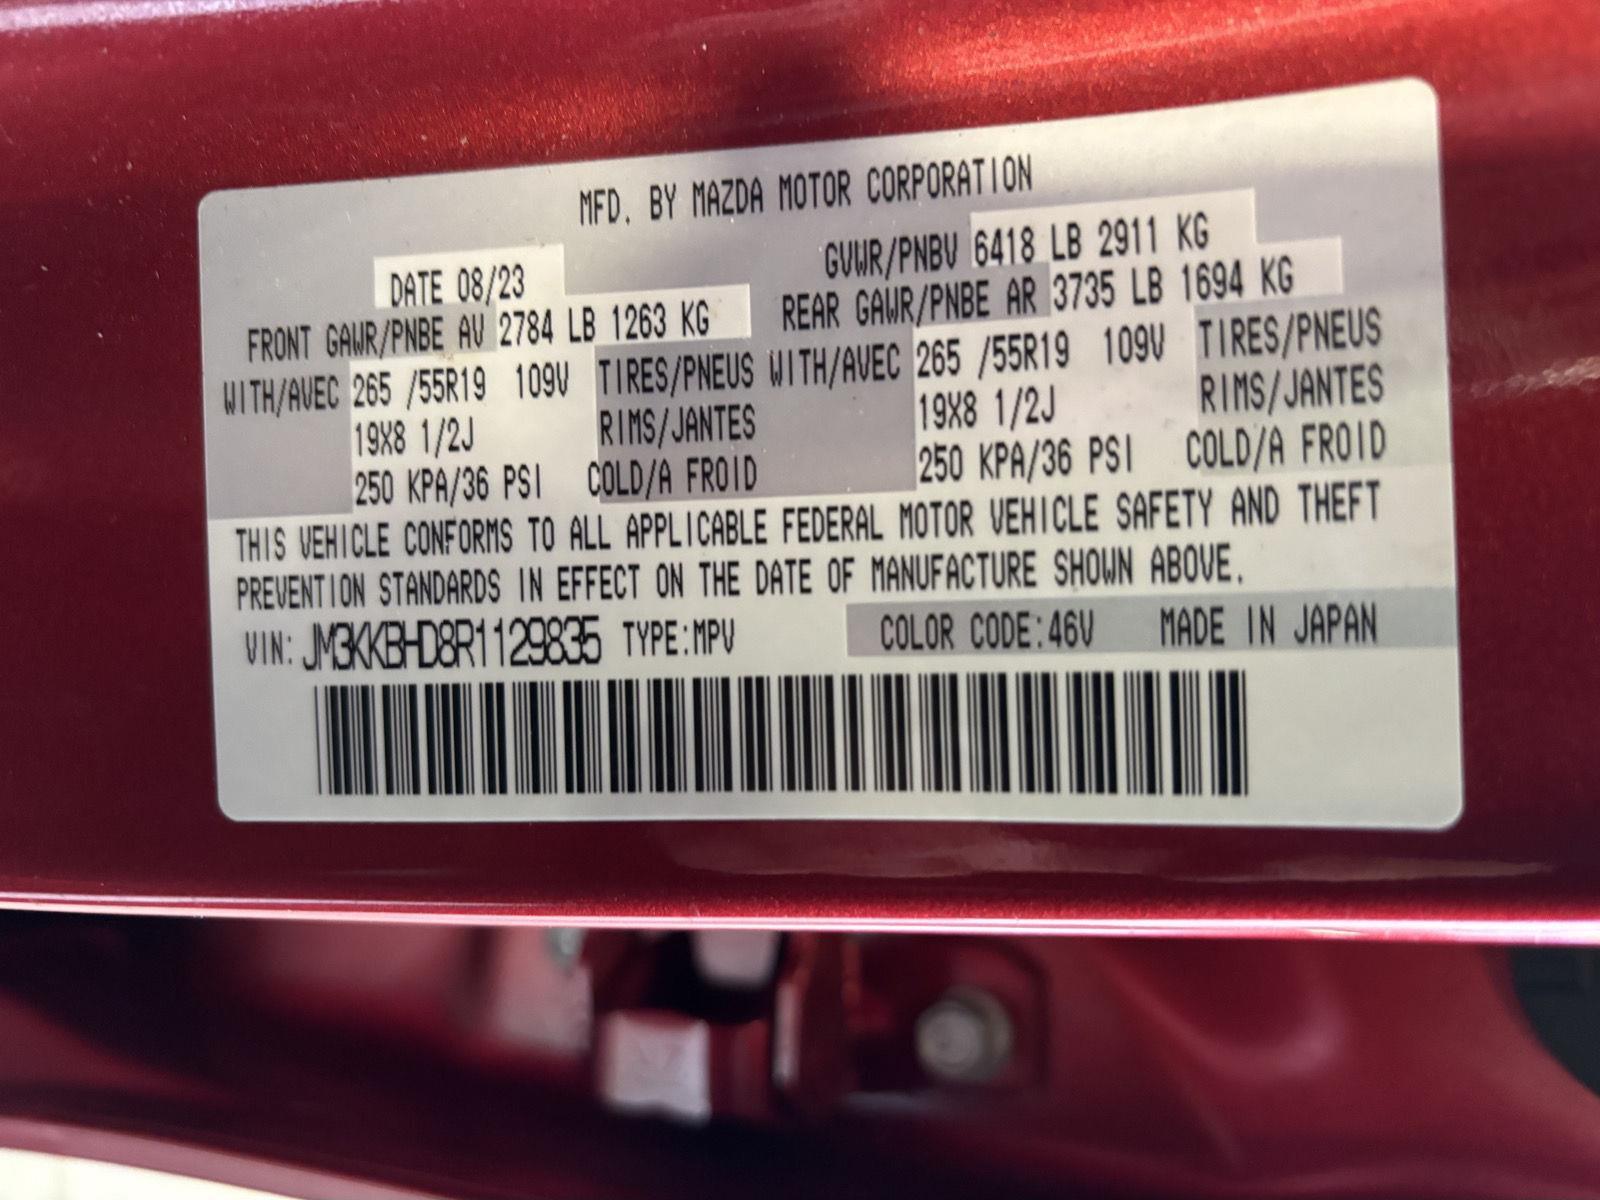 MFD. BY MAZDA MOTOR CORPORATION
DATE 08/23 GVWR/PNBV 6418 LB 2911 KG
FRONT GAWR/PNBE AV 2784 LB 1263 KG REAR GAWR/PNBE AR 3735 LB 1694 KG
WITH/AVEC 265 /55R19 109V TIRES/PNEUS WITH/AVEC 265 /55R19 109V TIRES/PNEUS
19X8 1/2J RIMS/JANTES 19X8 1/2J RIMS/JANTES
250 KPA/36 PSI COLD/A FROID 250 KPA/36 PSI COLD/A FROID
THIS VEHICLE CONFORMS TO ALL APPLICABLE FEDERAL MOTOR VEHICLE SAFETY AND THEFT
PREVENTION STANDARDS IN EFFECT ON THE DATE OF MANUFACTURE SHOWN ABOVE.
VIN: JM3KKBHD8R1129835 TYPE:MPV COLOR CODE:46V MADE IN JAPAN